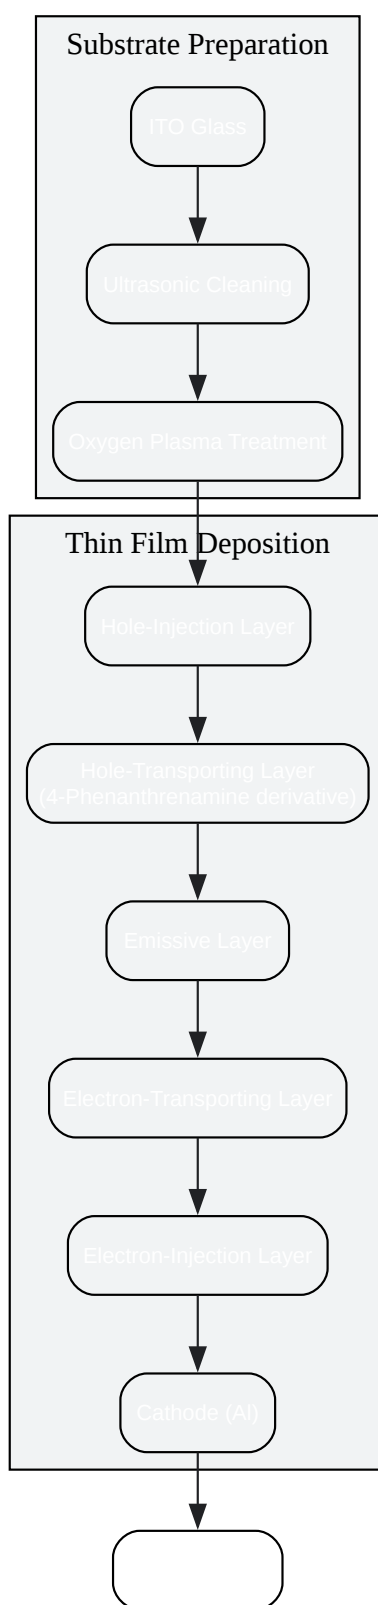 Substrate Preparation
ITO Glass
Ultrasonic Cleaning
Oxygen Plasma Treatment
Thin Film Deposition
Hole-Injection Layer
Hole-Transporting Layer
(4-Phenanthrenamine derivative)
Emissive Layer
Electron-Transporting Layer
Electron-Injection Layer
Cathode (Al)